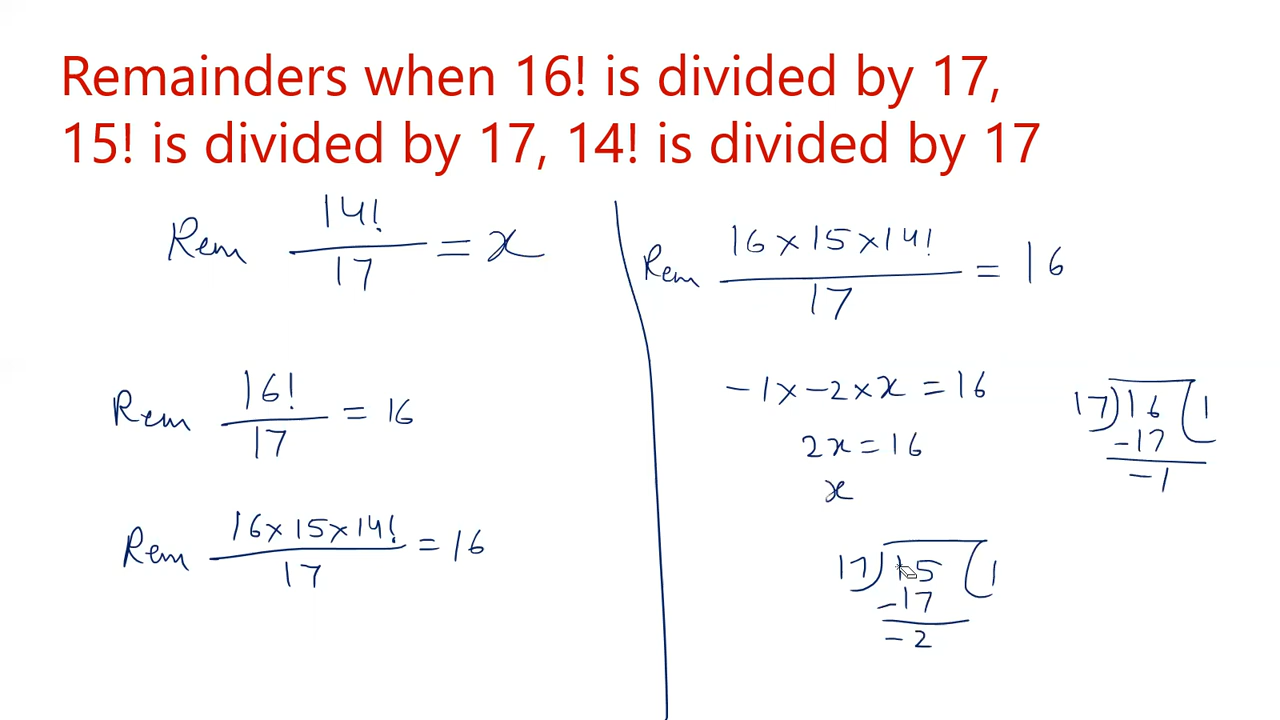 Remainders when 16! is divided by 17,
15! is divided by 17, 14! is divided by 17
Rem 14!/17 = x
Rem 16!/17 = 16
Rem 16×15×14!/17 = 16
Rem 16×15×14!/17 = 16
-1×-2×x = 16
2x = 16
x
17)16(1
-17
-1
17)15(1
-17
-2